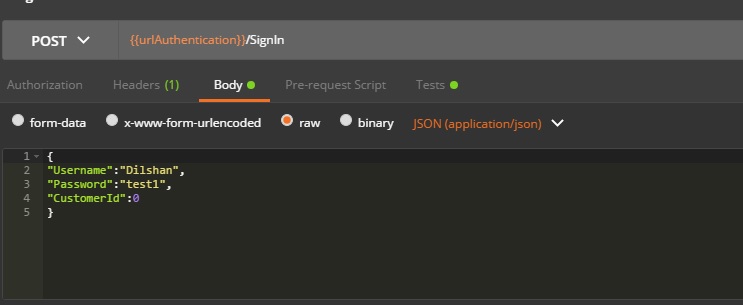 POST {{urlAuthentication}}/SignIn
Authorization Headers (1) Body Pre-request Script Tests
form-data x-www-form-urlencoded raw binary JSON (application/json)
1 {
2 "Username":"Dilshan",
3 "Password":"test1",
4 "CustomerId":0
5 }